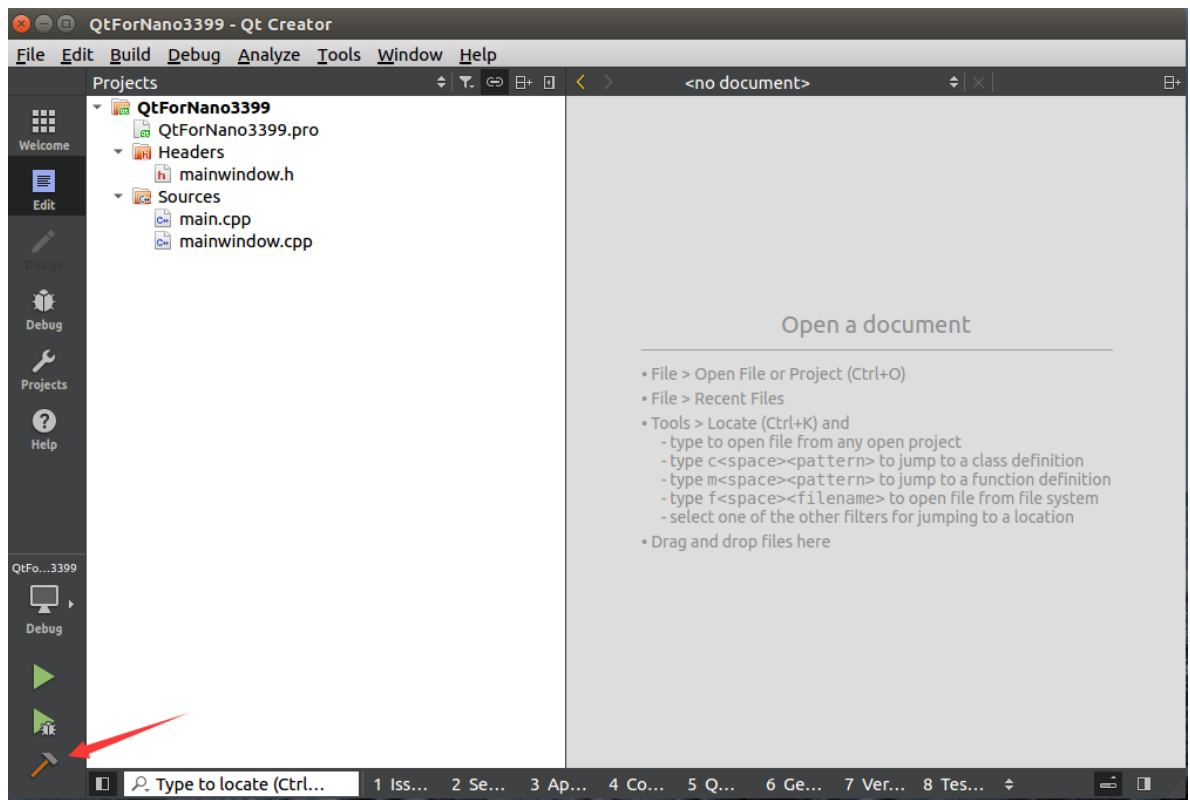 QtForNano3399 - Qt Creator
File Edit Build Debug Analyze Tools Window Help
Projects
<no document>
Welcome
Edit
Design
Debug
Projects
Help
QtFo...3399
Debug
QtForNano3399
QtForNano3399.pro
Headers
mainwindow.h
Sources
main.cpp
mainwindow.cpp
Open a document
• File > Open File or Project (Ctrl+O)
• File > Recent Files
• Tools > Locate (Ctrl+K) and
- type to open file from any open project
- type c<space><pattern> to jump to a class definition
- type m<space><pattern> to jump to a function definition
- type f<space><filename> to open file from file system
- select one of the other filters for jumping to a location
• Drag and drop files here
Type to locate (Ctrl... 1 Iss... 2 Se... 3 Ap... 4 Co... 5 Q... 6 Ge... 7 Ver... 8 Tes...